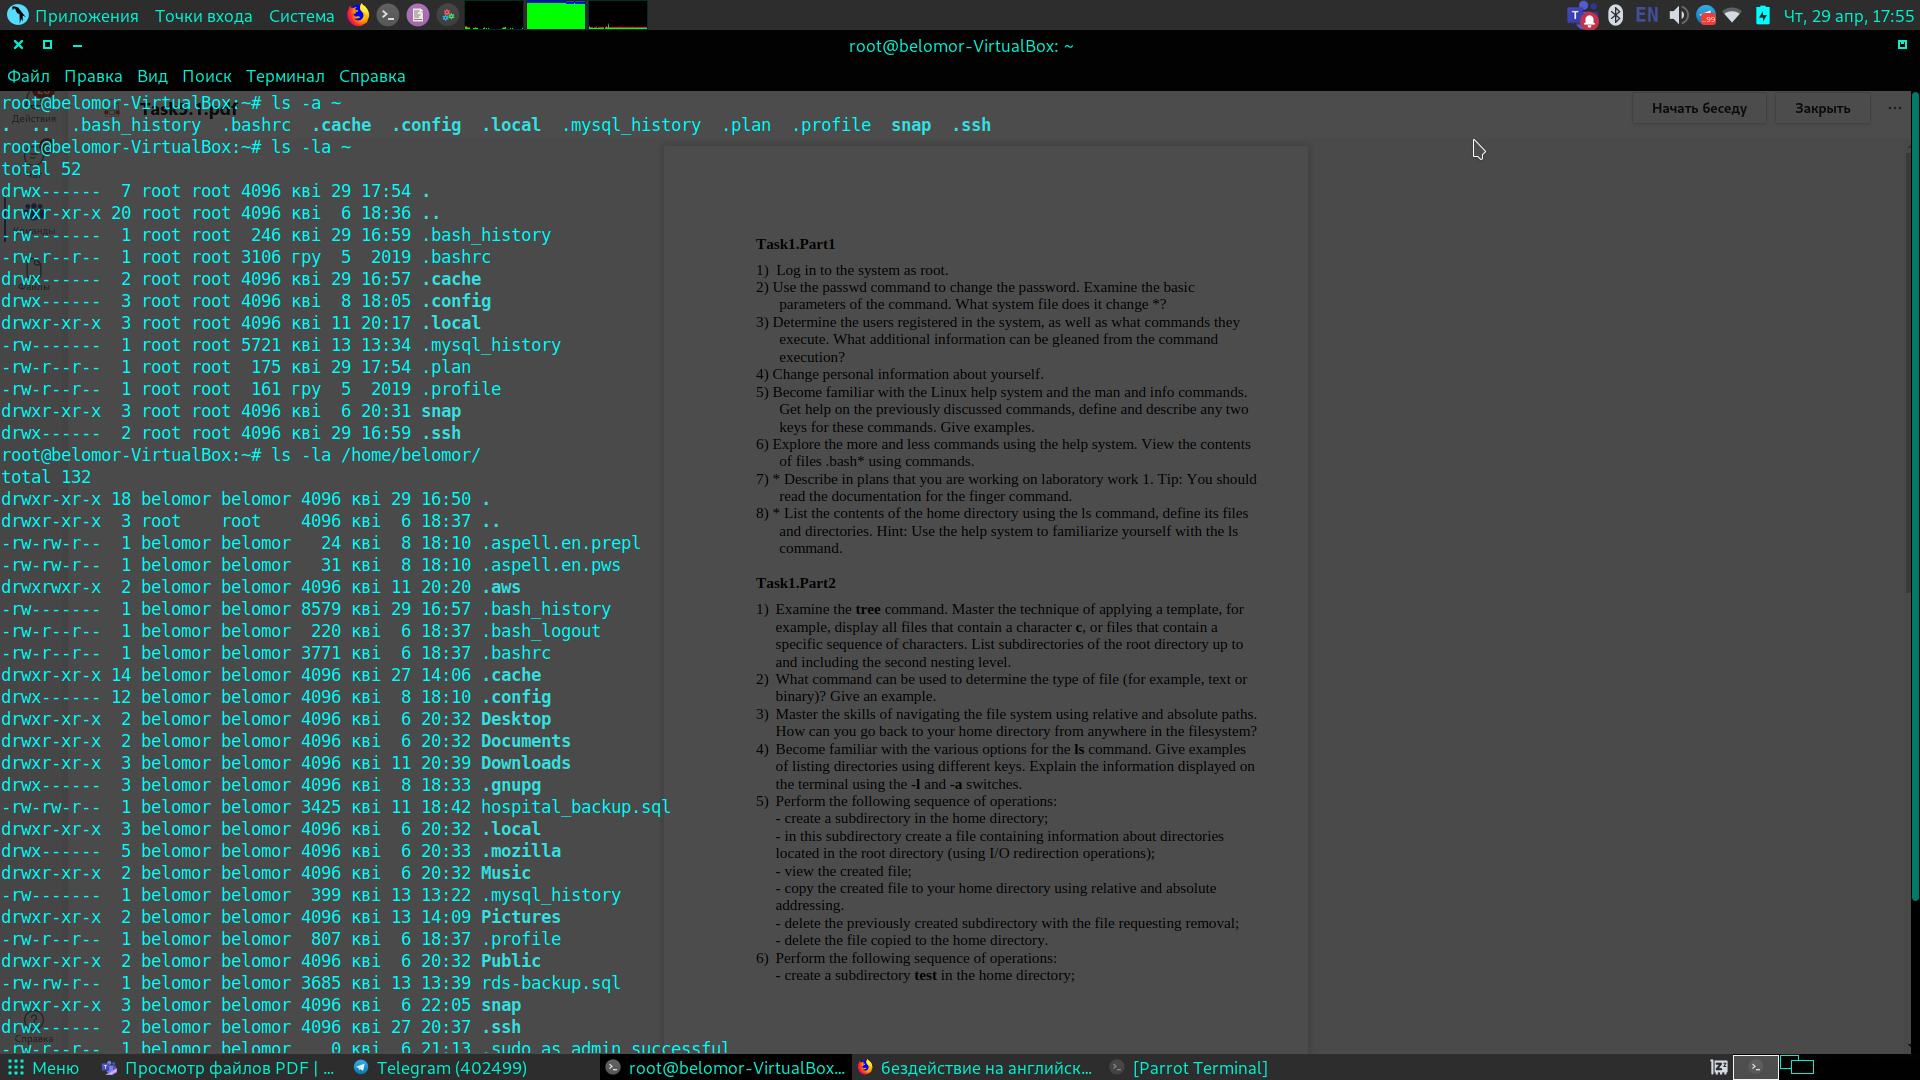 Приложения Точки входа Система EN Чт, 29 апр, 17:55
root@belomor-VirtualBox: ~
Файл Правка Вид Поиск Терминал Справка
root@belomor-VirtualBox:~# ls -a ~
. .. .bash_history .bashrc .cache .config .local .mysql_history .plan .profile snap .ssh
root@belomor-VirtualBox:~# ls -la ~
total 52
drwx------ 7 root root 4096 кві 29 17:54 .
drwxr-xr-x 20 root root 4096 кві 6 18:36 ..
-rw------- 1 root root 246 кві 29 16:59 .bash_history
-rw-r--r-- 1 root root 3106 гру 5 2019 .bashrc
drwx------ 2 root root 4096 кві 29 16:57 .cache
drwx------ 3 root root 4096 кві 8 18:05 .config
drwxr-xr-x 3 root root 4096 кві 11 20:17 .local
-rw------- 1 root root 5721 кві 13 13:34 .mysql_history
-rw-r--r-- 1 root root 175 кві 29 17:54 .plan
-rw-r--r-- 1 root root 161 гру 5 2019 .profile
drwxr-xr-x 3 root root 4096 кві 6 20:31 snap
drwx------ 2 root root 4096 кві 29 16:59 .ssh
root@belomor-VirtualBox:~# ls -la /home/belomor/
total 132
drwxr-xr-x 18 belomor belomor 4096 кві 29 16:50 .
drwxr-xr-x 3 root root 4096 кві 6 18:37 ..
-rw-rw-r-- 1 belomor belomor 24 кві 8 18:10 .aspell.en.prepl
-rw-rw-r-- 1 belomor belomor 31 кві 8 18:10 .aspell.en.pws
drwxrwxr-x 2 belomor belomor 4096 кві 11 20:20 .aws
-rw------- 1 belomor belomor 8579 кві 29 16:57 .bash_history
-rw-r--r-- 1 belomor belomor 220 кві 6 18:37 .bash_logout
-rw-r--r-- 1 belomor belomor 3771 кві 6 18:37 .bashrc
drwxr-xr-x 14 belomor belomor 4096 кві 27 14:06 .cache
drwx------ 12 belomor belomor 4096 кві 8 18:10 .config
drwxr-xr-x 2 belomor belomor 4096 кві 6 20:32 Desktop
drwxr-xr-x 2 belomor belomor 4096 кві 6 20:32 Documents
drwxr-xr-x 3 belomor belomor 4096 кві 11 20:39 Downloads
drwx------ 3 belomor belomor 4096 кві 8 18:33 .gnupg
-rw-rw-r-- 1 belomor belomor 3425 кві 11 18:42 hospital_backup.sql
drwxr-xr-x 3 belomor belomor 4096 кві 6 20:32 .local
drwx------ 5 belomor belomor 4096 кві 6 20:33 .mozilla
drwxr-xr-x 2 belomor belomor 4096 кві 6 20:32 Music
-rw------- 1 belomor belomor 399 кві 13 13:22 .mysql_history
drwxr-xr-x 2 belomor belomor 4096 кві 13 14:09 Pictures
-rw-r--r-- 1 belomor belomor 807 кві 6 18:37 .profile
drwxr-xr-x 2 belomor belomor 4096 кві 6 20:32 Public
-rw-rw-r-- 1 belomor belomor 3685 кві 13 13:39 rds-backup.sql
drwxr-xr-x 3 belomor belomor 4096 кві 6 22:05 snap
drwx------ 2 belomor belomor 4096 кві 27 20:37 .ssh
-rw-r--r-- 1 belomor belomor 0 кві 6 21:13 .sudo_as_admin_successful
Начать беседу Закрыть ...
Task1.Part1
1) Log in to the system as root.
2) Use the passwd command to change the password. Examine the basic
parameters of the command. What system file does it change *?
3) Determine the users registered in the system, as well as what commands they
execute. What additional information can be gleaned from the command
execution?
4) Change personal information about yourself.
5) Become familiar with the Linux help system and the man and info commands.
Get help on the previously discussed commands, define and describe any two
keys for these commands. Give examples.
6) Explore the more and less commands using the help system. View the contents
of files .bash* using commands.
7) * Describe in plans that you are working on laboratory work 1. Tip: You should
read the documentation for the finger command.
8) * List the contents of the home directory using the ls command, define its files
and directories. Hint: Use the help system to familiarize yourself with the ls
command.
Task1.Part2
1) Examine the tree command. Master the technique of applying a template, for
example, display all files that contain a character c, or files that contain a
specific sequence of characters. List subdirectories of the root directory up to
and including the second nesting level.
2) What command can be used to determine the type of file (for example, text or
binary)? Give an example.
3) Master the skills of navigating the file system using relative and absolute paths.
How can you go back to your home directory from anywhere in the filesystem?
4) Become familiar with the various options for the ls command. Give examples
of listing directories using different keys. Explain the information displayed on
the terminal using the -l and -a switches.
5) Perform the following sequence of operations:
- create a subdirectory in the home directory;
- in this subdirectory create a file containing information about directories
located in the root directory (using I/O redirection operations);
- view the created file;
- copy the created file to your home directory using relative and absolute
addressing.
- delete the previously created subdirectory with the file requesting removal;
- delete the file copied to the home directory.
6) Perform the following sequence of operations:
- create a subdirectory test in the home directory;
Меню Просмотр файлов PDF | ... Telegram (402499) root@belomor-VirtualBox... бездействие на английск... [Parrot Terminal]